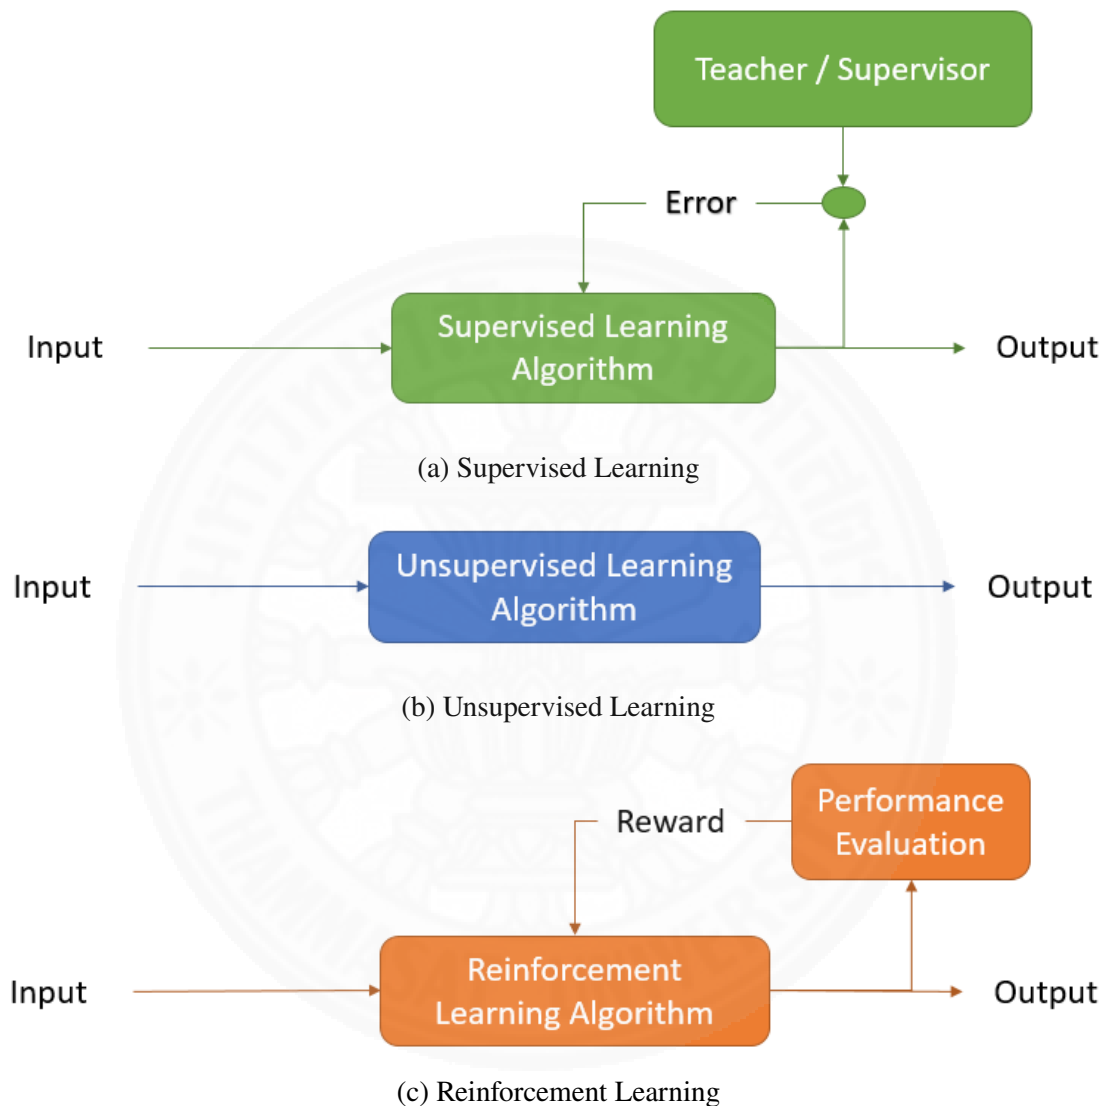 Teacher / Supervisor
Error
Input
Supervised Learning
Algorithm
Output
(a) Supervised Learning
Input
Unsupervised Learning
Algorithm
Output
(b) Unsupervised Learning
Performance
Evaluation
Reward
Input
Reinforcement
Learning Algorithm
Output
(c) Reinforcement Learning